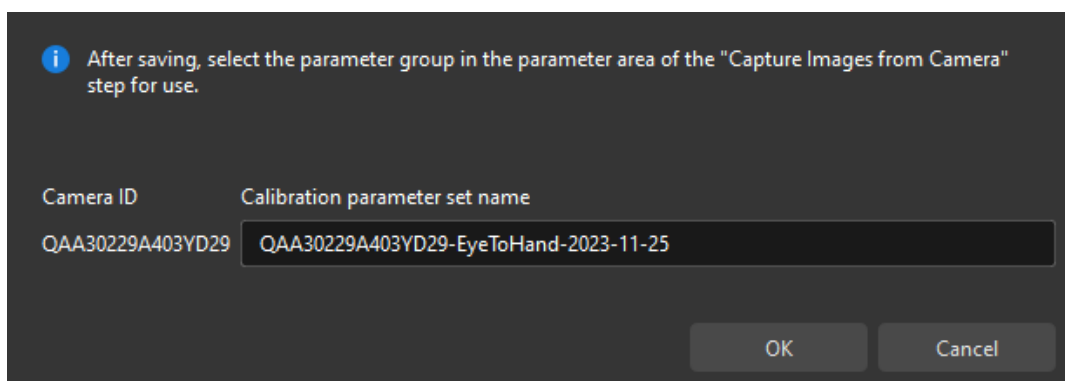 After saving, select the parameter group in the parameter area of the "Capture Images from Camera"
step for use.
Camera ID Calibration parameter set name
QAA30229A403YD29 QAA30229A403YD29-EyeToHand-2023-11-25
OK Cancel